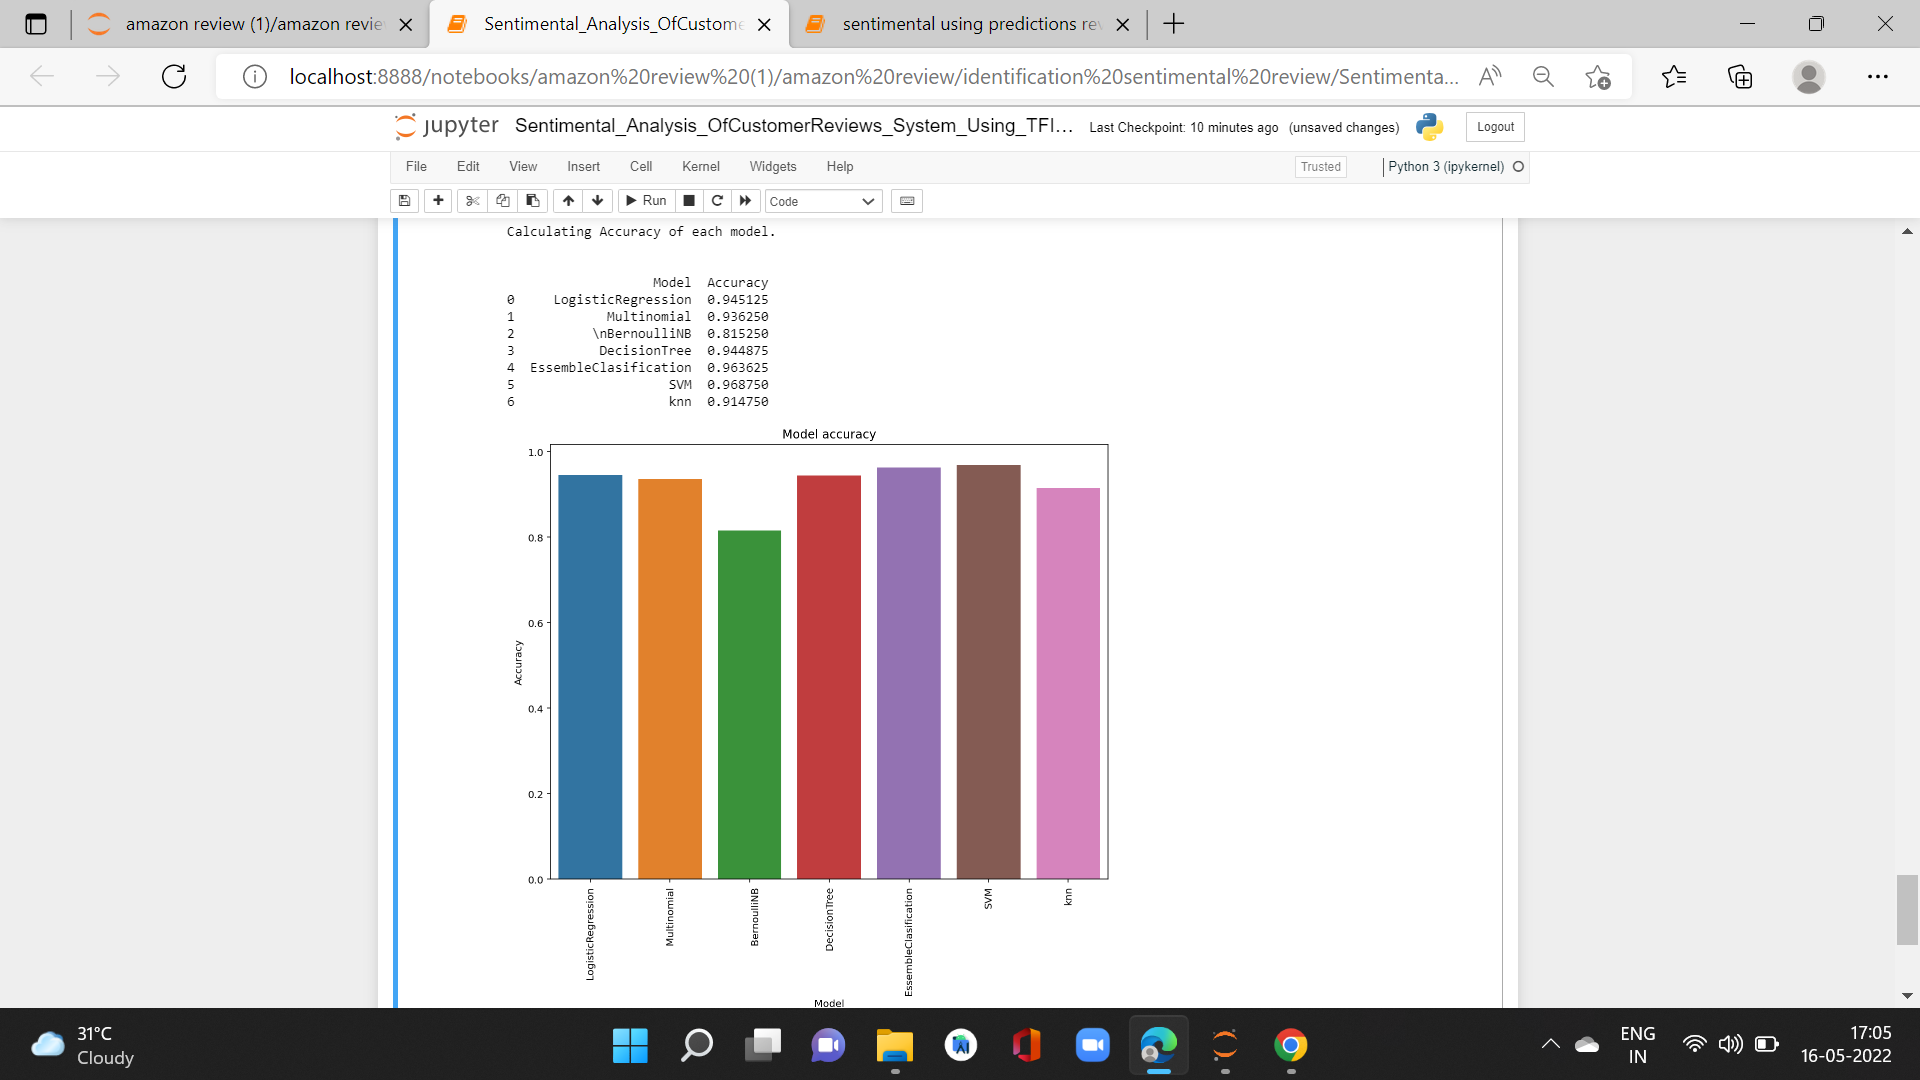 amazon review (1)/amazon revie
Sentimental_Analysis_OfCustome
sentimental using predictions rev
localhost:8888/notebooks/amazon%20review%20(1)/amazon%20review/identification%20sentimental%20review/Sentimenta...
jupyter Sentimental_Analysis_OfCustomerReviews_System_Using_TFI... Last Checkpoint: 10 minutes ago (unsaved changes) Logout
File Edit View Insert Cell Kernel Widgets Help Trusted Python 3 (ipykernel)
Run Code
Calculating Accuracy of each model.
Model Accuracy
0 LogisticRegression 0.945125
1 Multinomial 0.936250
2 \nBernoulliNB 0.815250
3 DecisionTree 0.944875
4 EssembleClasification 0.963625
5 SVM 0.968750
6 knn 0.914750
Model accuracy
1.0
0.8
0.6
0.4
0.2
0.0
Accuracy
LogisticRegression
Multinomial
BernoulliNB
DecisionTree
EssembleClasification
SVM
knn
Model
31°C
Cloudy
ENG
IN
17:05
16-05-2022